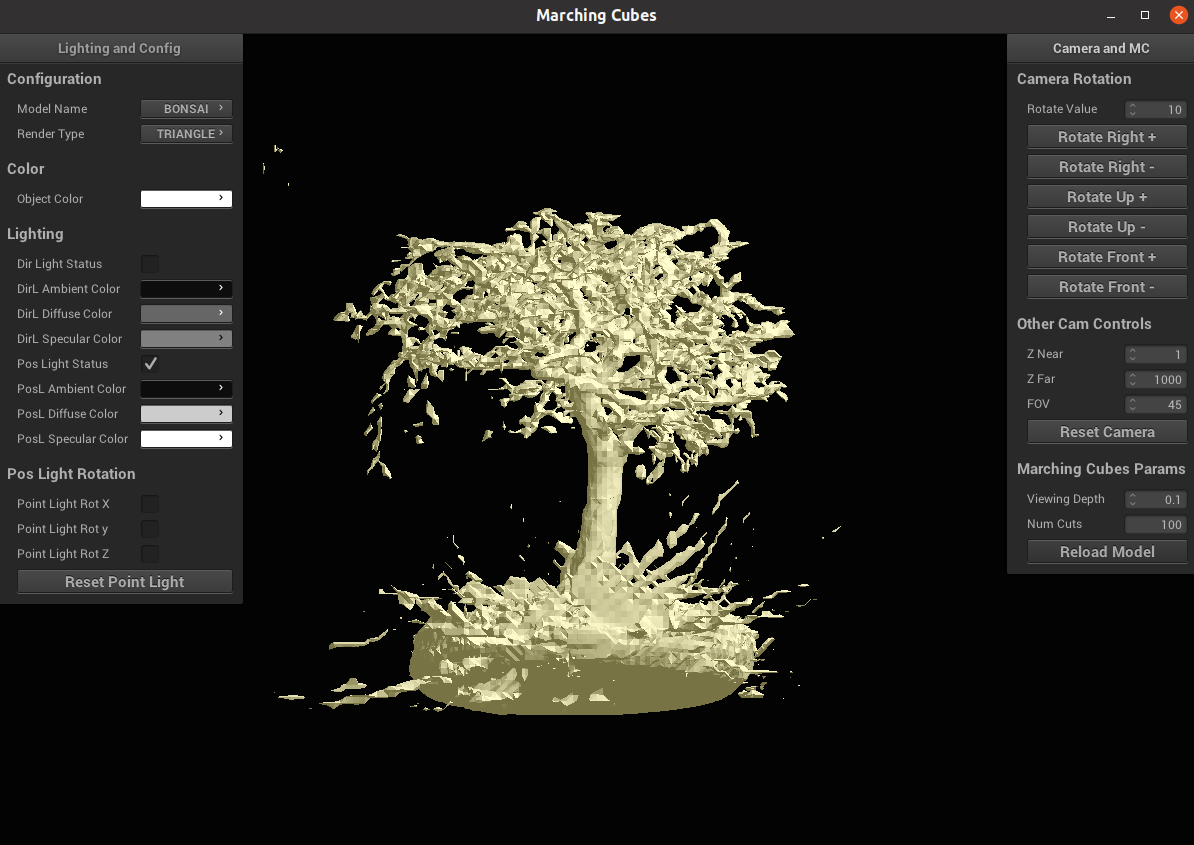 Marching Cubes
Lighting and Config
Configuration
Model Name BONSAI
Render Type TRIANGLE
Color
Object Color
Lighting
Dir Light Status
DirL Ambient Color
DirL Diffuse Color
DirL Specular Color
Pos Light Status
PosL Ambient Color
PosL Diffuse Color
PosL Specular Color
Pos Light Rotation
Point Light Rot X
Point Light Rot y
Point Light Rot Z
Reset Point Light
Camera and MC
Camera Rotation
Rotate Value 10
Rotate Right +
Rotate Right -
Rotate Up +
Rotate Up -
Rotate Front +
Rotate Front -
Other Cam Controls
Z Near 1
Z Far 1000
FOV 45
Reset Camera
Marching Cubes Params
Viewing Depth 0.1
Num Cuts 100
Reload Model